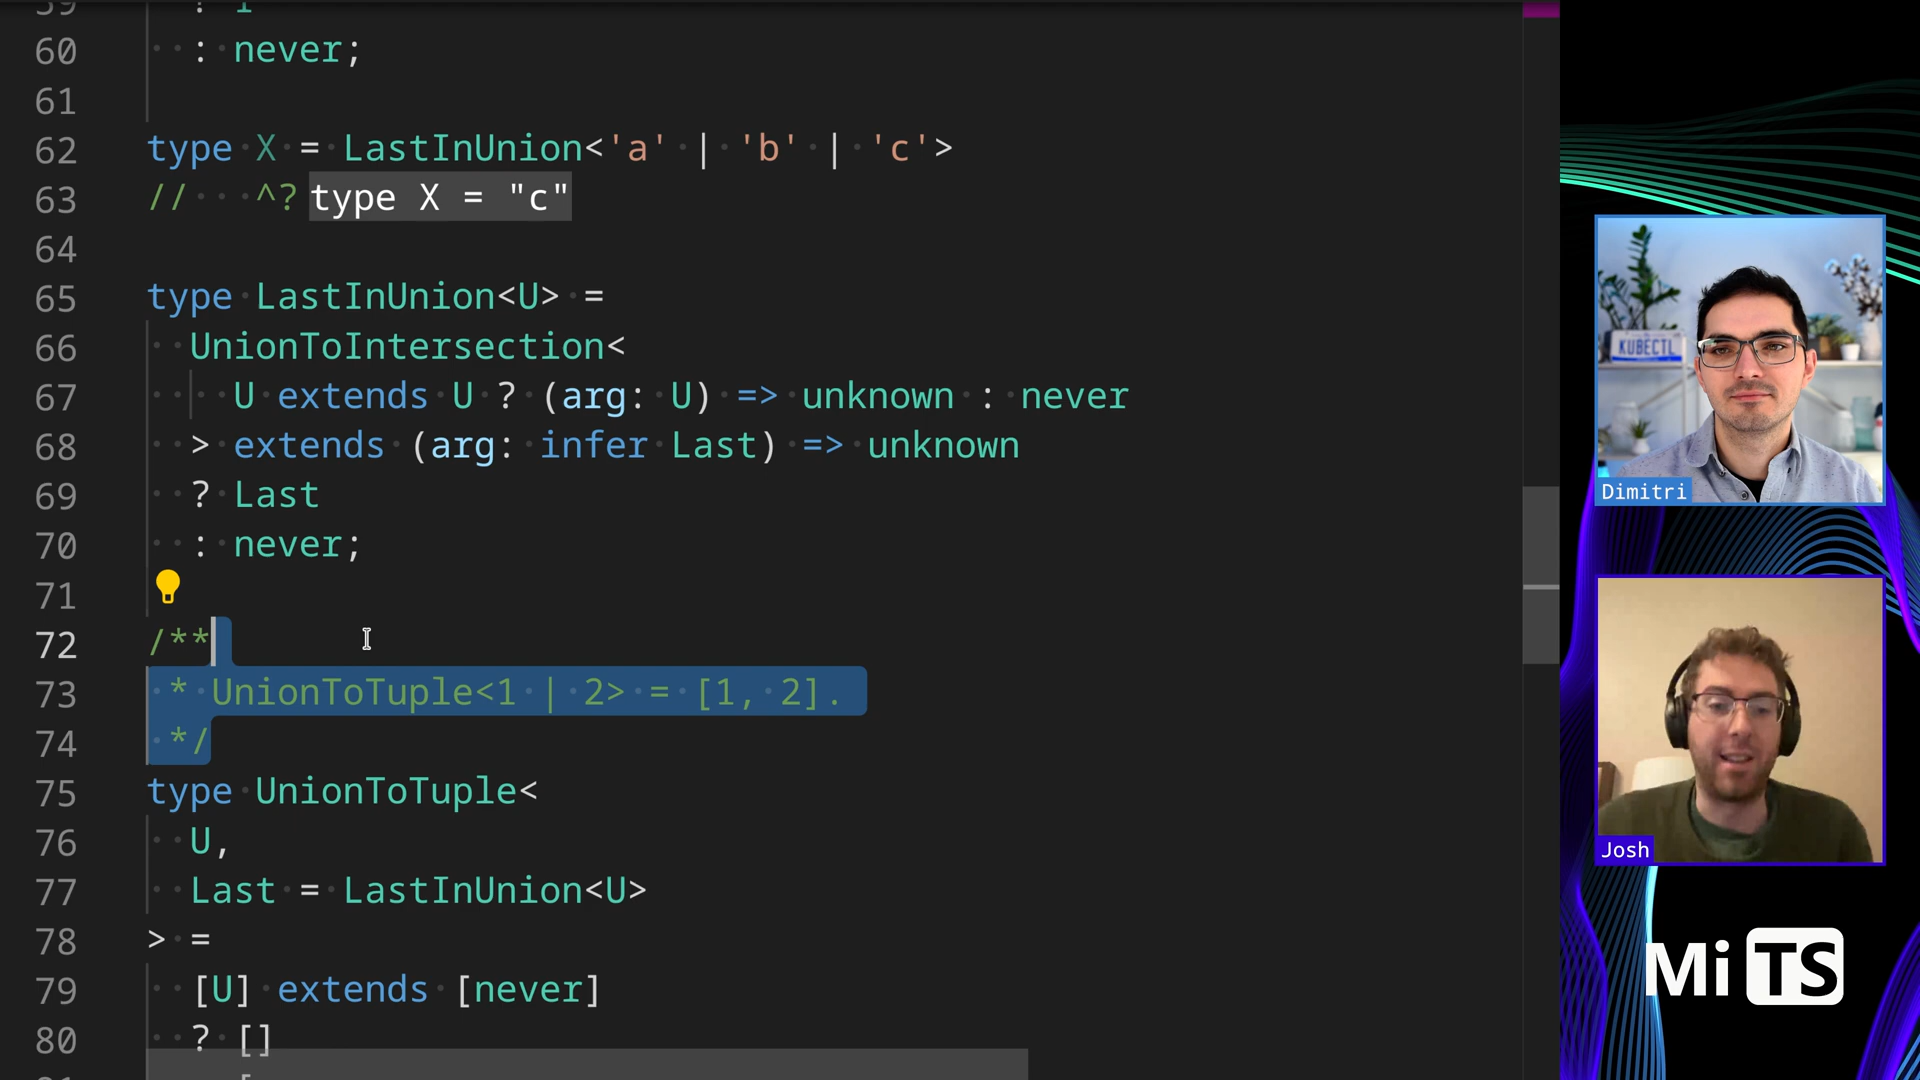 59 : I
60 : never;
61
62 type X = LastInUnion<'a' | 'b' | 'c'>
63 // ^? type X = "c"
64
65 type LastInUnion<U> =
66 UnionToIntersection<
67 U extends U ? (arg: U) => unknown : never
68 > extends (arg: infer Last) => unknown
69 ? Last
70 : never;
71
72 /**
73 * UnionToTuple<1 | 2> = [1, 2].
74 */
75 type UnionToTuple<
76 U,
77 Last = LastInUnion<U>
78 > =
79 [U] extends [never]
80 ? []
KUBECTL
Dimitri
Josh
MiTS